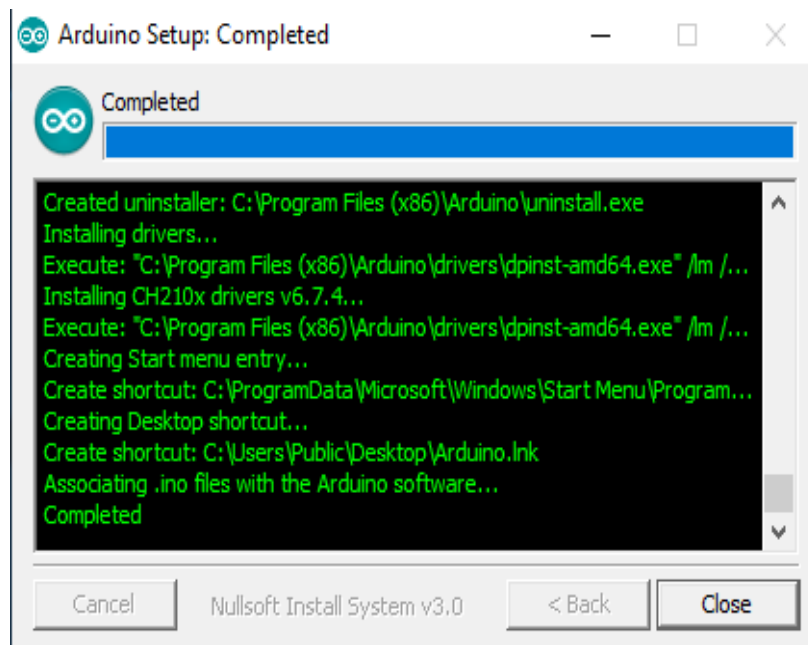 Arduino Setup: Completed
Completed
Created uninstaller: C:\Program Files (x86)\Arduino\uninstall.exe
Installing drivers...
Execute: "C:\Program Files (x86)\Arduino\drivers\dpinst-amd64.exe" /lm /...
Installing CH210x drivers v6.7.4...
Execute: "C:\Program Files (x86)\Arduino\drivers\dpinst-amd64.exe" /lm /...
Creating Start menu entry...
Create shortcut: C:\ProgramData\Microsoft\Windows\Start Menu\Program...
Creating Desktop shortcut...
Create shortcut: C:\Users\Public\Desktop\Arduino.lnk
Associating .ino files with the Arduino software...
Completed
Cancel Nullsoft Install System v3.0 < Back Close